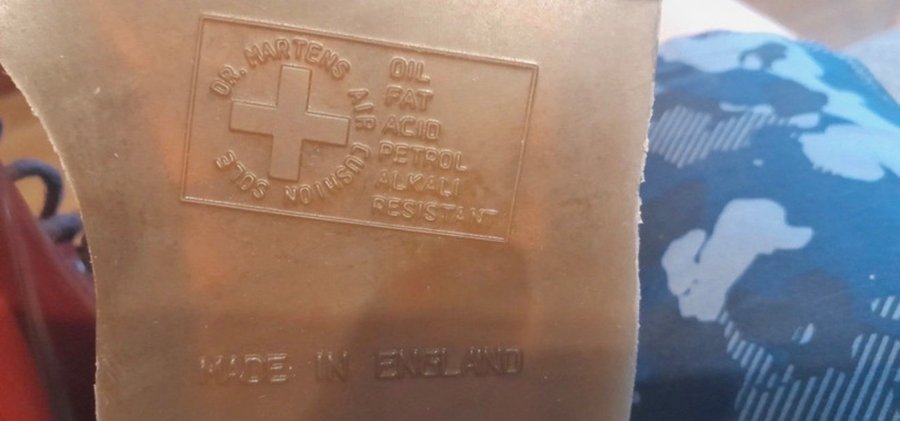 DR. MARTENS AIR CUSHION SOLE
OIL
FAT
ACID
PETROL
ALKALI
RESISTANT
MADE IN ENGLAND